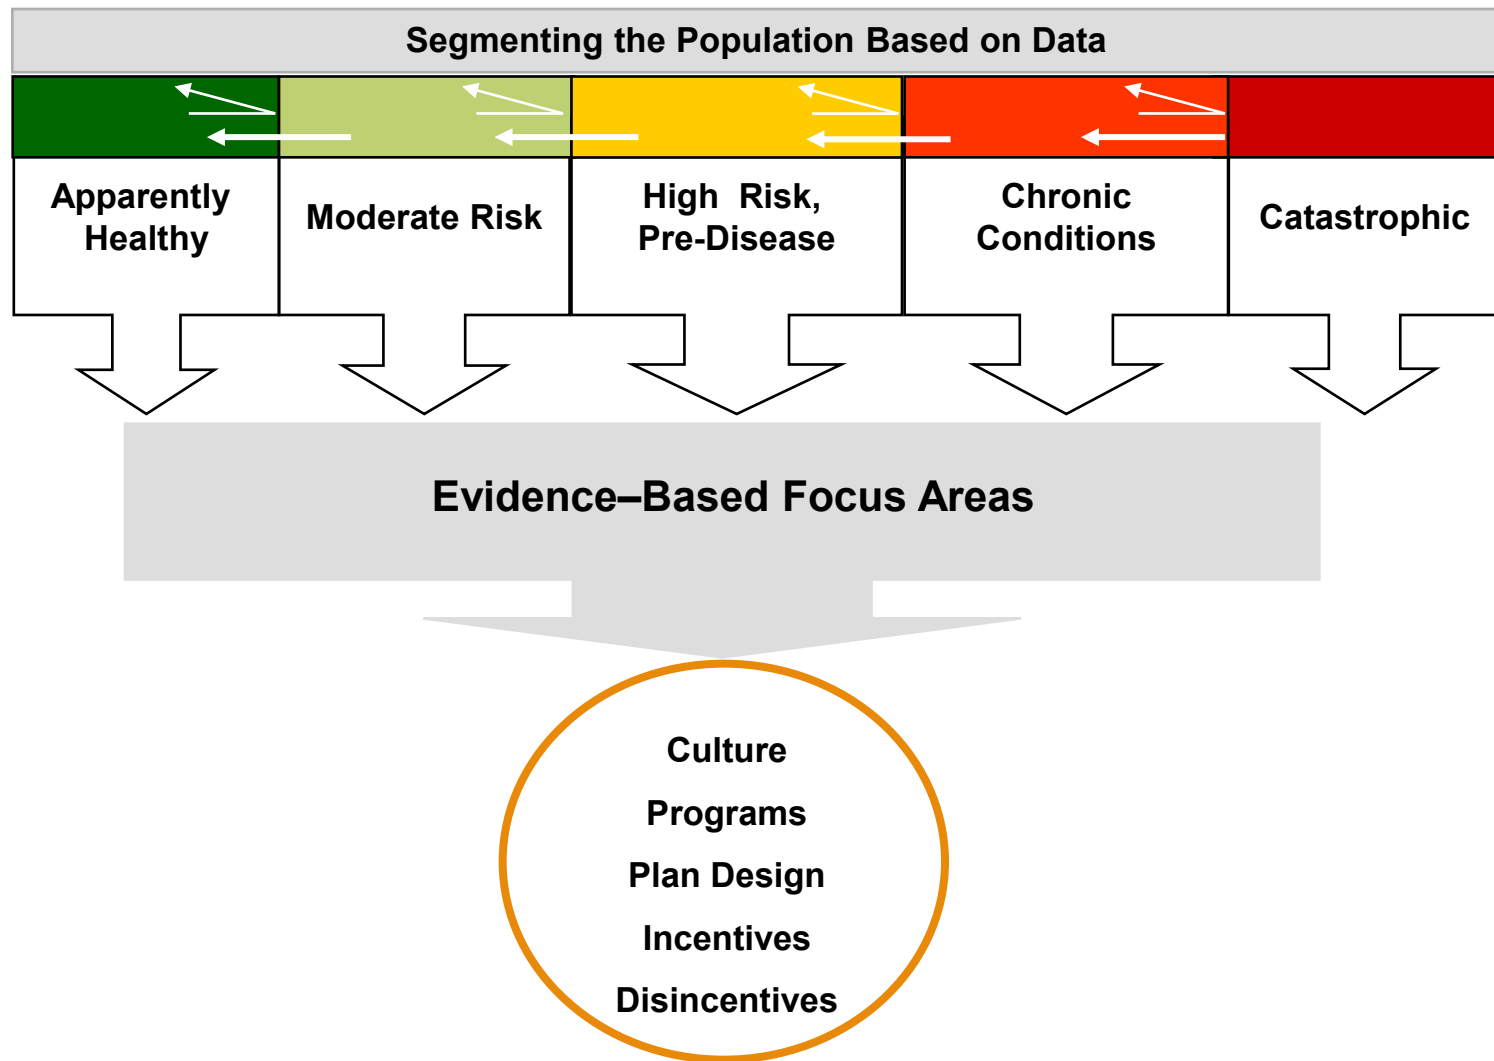 Segmenting the Population Based on Data
Apparently
Healthy
Moderate Risk
High Risk,
Pre-Disease
Chronic
Conditions
Catastrophic
Evidence–Based Focus Areas
Culture
Programs
Plan Design
Incentives
Disincentives